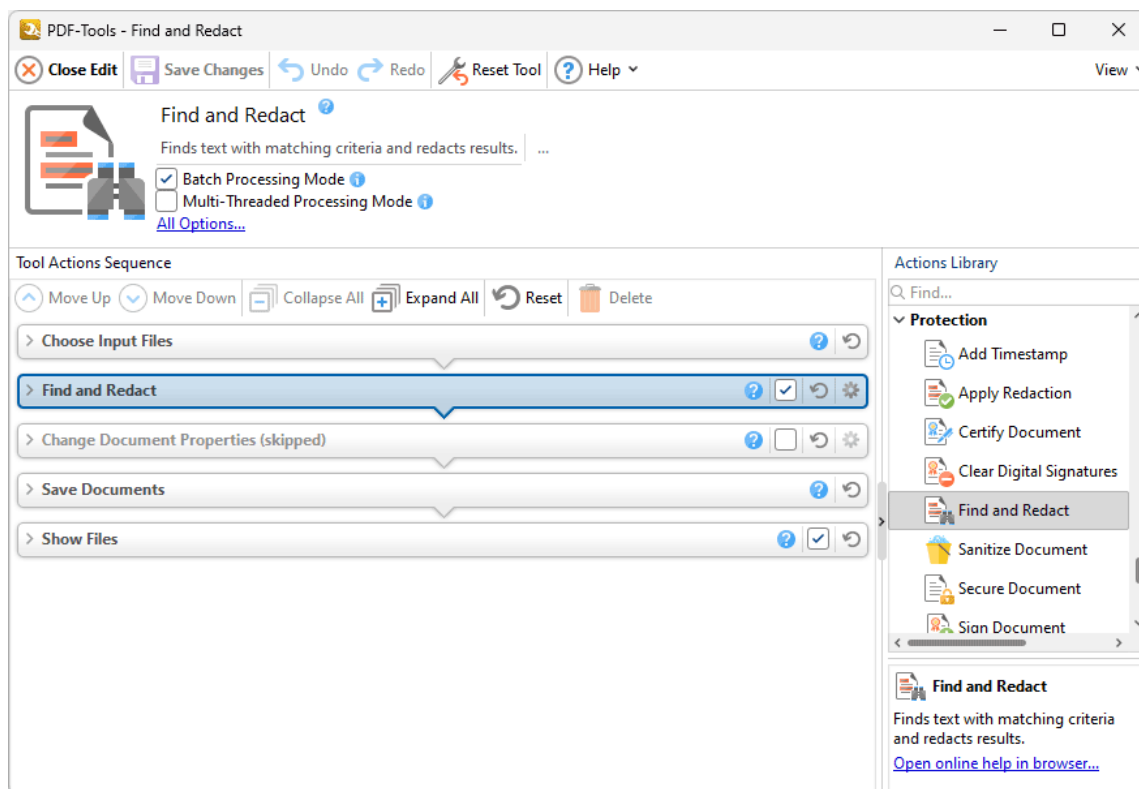 PDF-Tools - Find and Redact
Close Edit Save Changes Undo Redo Reset Tool Help View
Find and Redact
Finds text with matching criteria and redacts results. ...
Batch Processing Mode
Multi-Threaded Processing Mode
All Options...
Tool Actions Sequence
Move Up Move Down Collapse All Expand All Reset Delete
Choose Input Files
Find and Redact
Change Document Properties (skipped)
Save Documents
Show Files
Actions Library
Find...
Protection
Add Timestamp
Apply Redaction
Certify Document
Clear Digital Signatures
Find and Redact
Sanitize Document
Secure Document
Sign Document
Find and Redact
Finds text with matching criteria
and redacts results.
Open online help in browser...